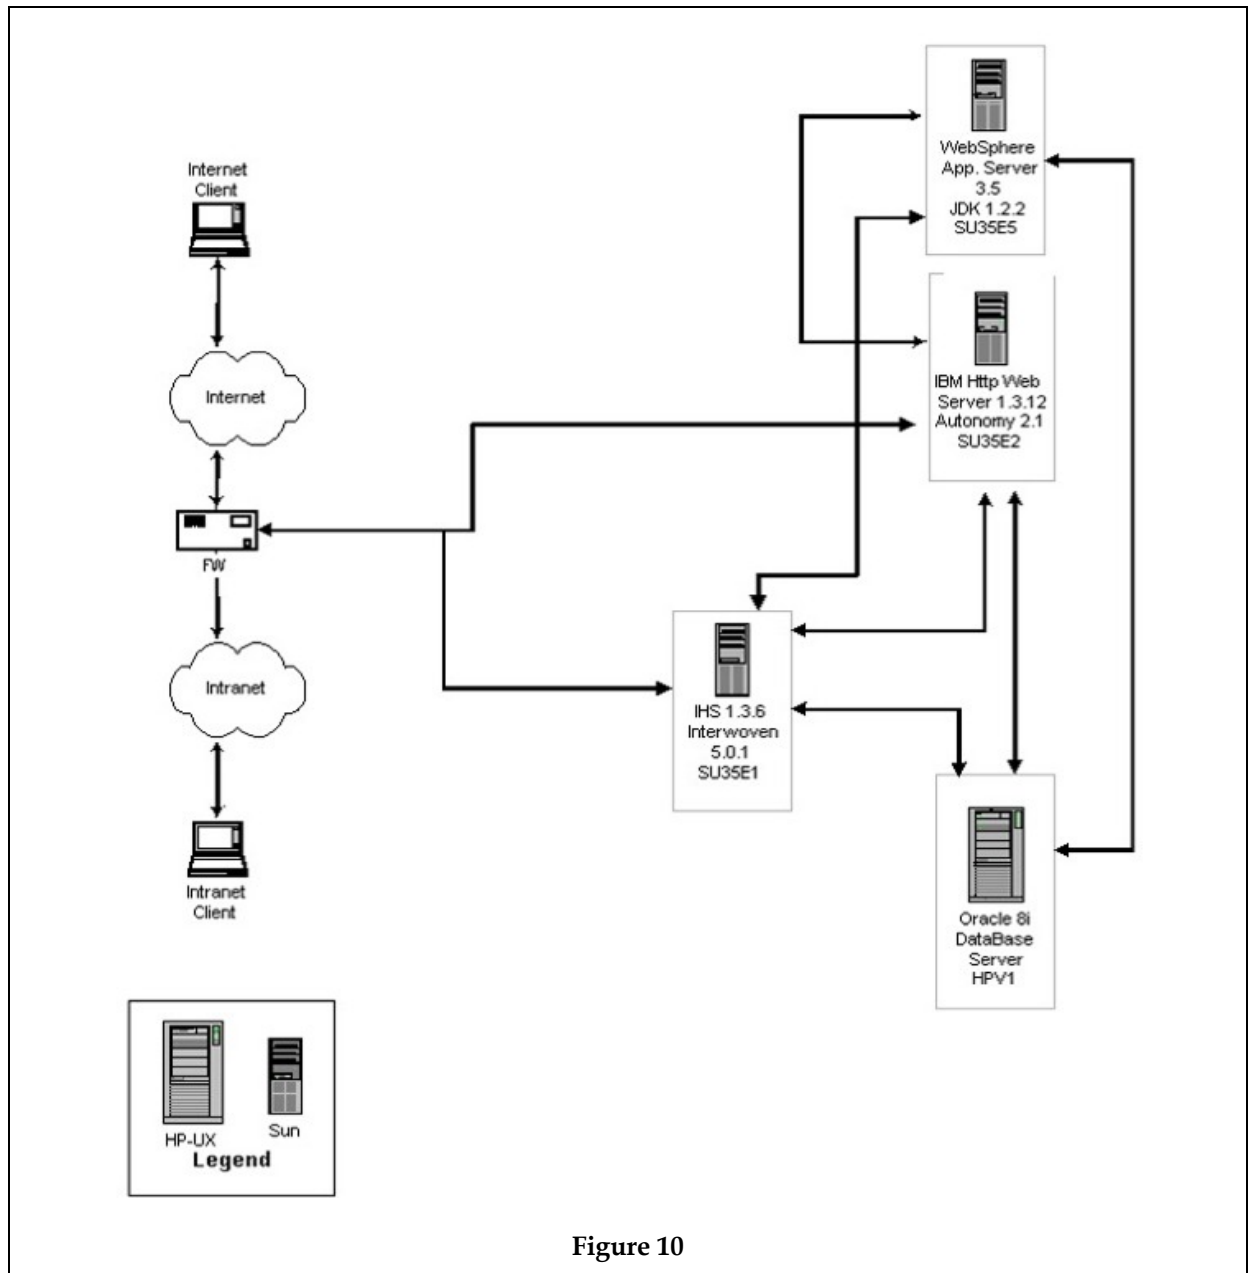 Internet
Client
Internet
FW
Intranet
Intranet
Client
WebSphere
App. Server
3.5
JDK 1.2.2
SU35E5
IBM Http Web
Server 1.3.12
Autonomy 2.1
SU35E2
IHS 1.3.6
Interwoven
5.0.1
SU35E1
Oracle 8i
DataBase
Server
HPV1
HP-UX
Sun
Legend
Figure 10